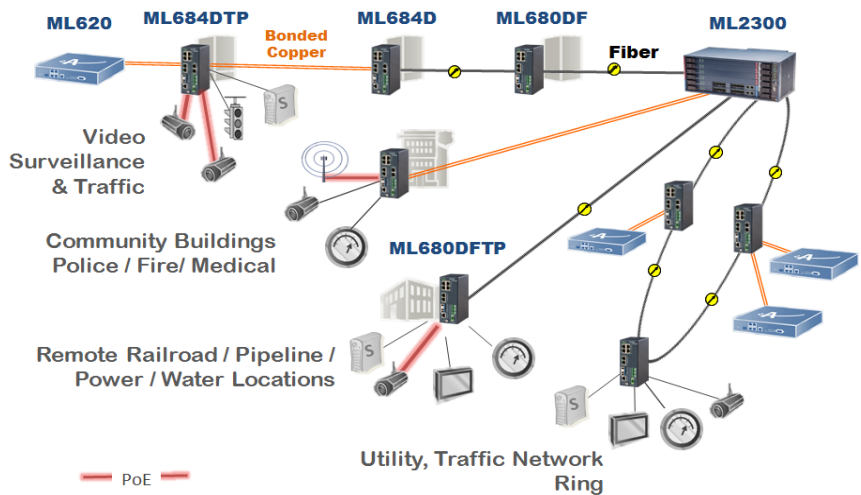 ML620
ML684DTP
ML684D
ML680DF
ML2300
Bonded
Copper
Fiber
Video
Surveillance
& Traffic
Community Buildings
Police / Fire/ Medical
ML680DFTP
Remote Railroad / Pipeline /
Power / Water Locations
Utility, Traffic Network
Ring
PoE
S
S
S
A
A
A
A